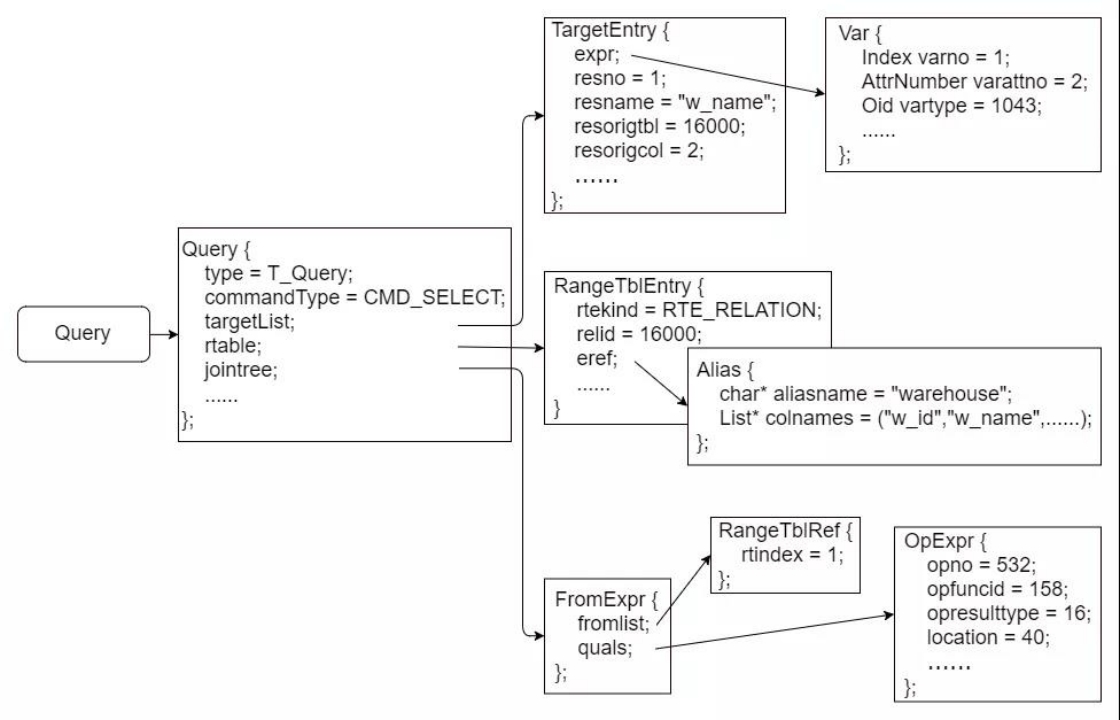 Query
Query {
type = T_Query;
commandType = CMD_SELECT;
targetList;
rtable;
jointree;
......
};
TargetEntry {
expr;
resno = 1;
resname = "w_name";
resorigtbl = 16000;
resorigcol = 2;
......
};
Var {
Index varno = 1;
AttrNumber varattno = 2;
Oid vartype = 1043;
......
};
RangeTblEntry {
rtekind = RTE_RELATION;
relid = 16000;
eref;
......
}
Alias {
char* aliasname = "warehouse";
List* colnames = ("w_id","w_name",......);
};
FromExpr {
fromlist;
quals;
};
RangeTblRef {
rtindex = 1;
};
OpExpr {
opno = 532;
opfuncid = 158;
opresulttype = 16;
location = 40;
......
};